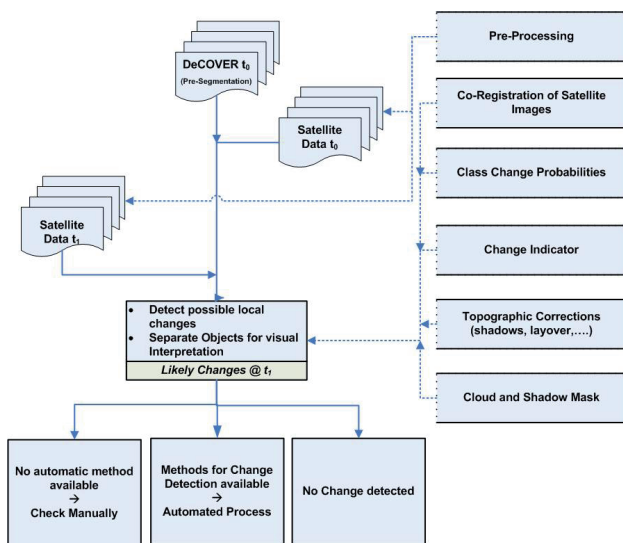 DeCOVER t0
(Pre-Segmentation)
Satellite
Data t0
Satellite
Data t1
Pre-Processing
Co-Registration of Satellite
Images
Class Change Probabilities
Change Indicator
Topographic Corrections
(shadows, layover,....)
Cloud and Shadow Mask
• Detect possible local
changes
• Separate Objects for visual
Interpretation
Likely Changes @ t1
No automatic method
available
→
Check Manually
Methods for Change
Detection available
→
Automated Process
No Change detected